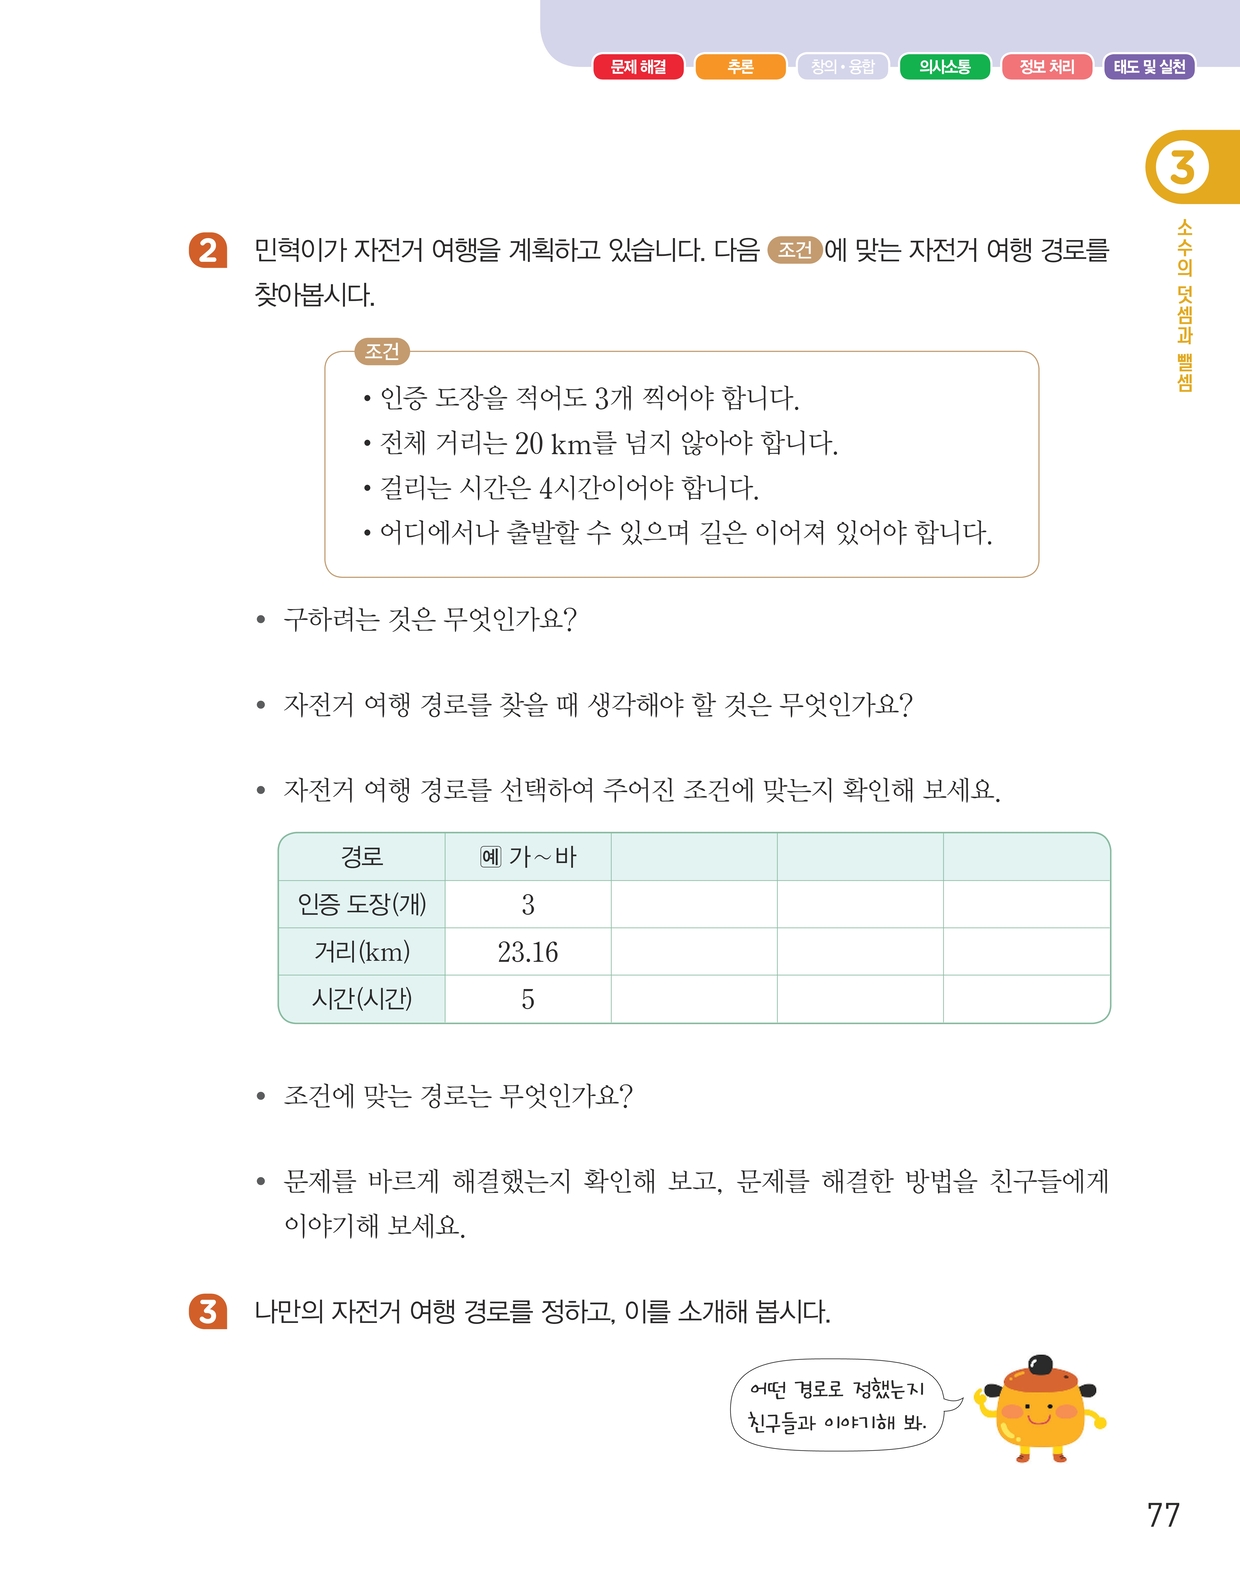 문제 해결 추론 창의·융합 의사소통 정보 처리 태도 및 실천
3
소수의 덧셈과 뺄셈
2 민혁이가 자전거 여행을 계획하고 있습니다. 다음 조건에 맞는 자전거 여행 경로를
찾아봅시다.
조건
• 인증 도장을 적어도 3개 찍어야 합니다.
• 전체 거리는 20 km를 넘지 않아야 합니다.
• 걸리는 시간은 4시간이어야 합니다.
• 어디에서나 출발할 수 있으며 길은 이어져 있어야 합니다.
• 구하려는 것은 무엇인가요?
• 자전거 여행 경로를 찾을 때 생각해야 할 것은 무엇인가요?
• 자전거 여행 경로를 선택하여 주어진 조건에 맞는지 확인해 보세요.
경로 예 가~바
인증 도장(개) 3
거리(km) 23.16
시간(시간) 5
• 조건에 맞는 경로는 무엇인가요?
• 문제를 바르게 해결했는지 확인해 보고, 문제를 해결한 방법을 친구들에게
이야기해 보세요.
3 나만의 자전거 여행 경로를 정하고, 이를 소개해 봅시다.
어떤 경로로 정했는지
친구들과 이야기해 봐.
77